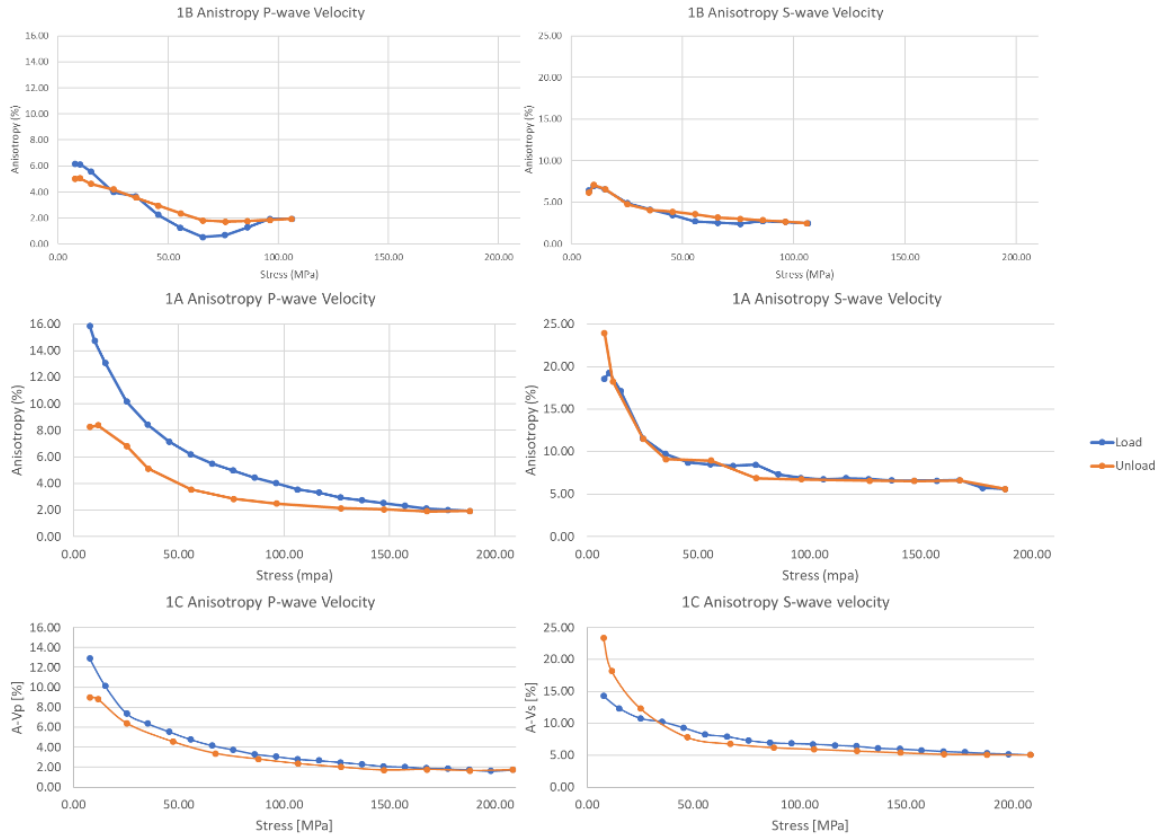 1B Anistropy P-wave Velocity
16.00
14.00
12.00
10.00
8.00
6.00
4.00
2.00
0.00
Anisotropy (%)
0.00 50.00 100.00 150.00 200.00
Stress (MPa)
1B Anisotropy S-wave Velocity
25.00
20.00
15.00
10.00
5.00
0.00
Anisotropy (%)
0.00 50.00 100.00 150.00 200.00
Stress (MPa)
1A Anisotropy P-wave Velocity
16.00
14.00
12.00
10.00
8.00
6.00
4.00
2.00
0.00
Anisotropy (%)
0.00 50.00 100.00 150.00 200.00
Stress (mpa)
1A Anisotropy S-wave Velocity
25.00
20.00
15.00
10.00
5.00
0.00
Anisotropy (%)
0.00 50.00 100.00 150.00 200.00
Stress (mpa)
Load
Unload
1C Anisotropy P-wave Velocity
16.00
14.00
12.00
10.00
8.00
6.00
4.00
2.00
0.00
A-Vp [%]
0.00 50.00 100.00 150.00 200.00
Stress [MPa]
1C Anisotropy S-wave velocity
25.00
20.00
15.00
10.00
5.00
0.00
A-Vs [%]
0.00 50.00 100.00 150.00 200.00
Stress [MPa]